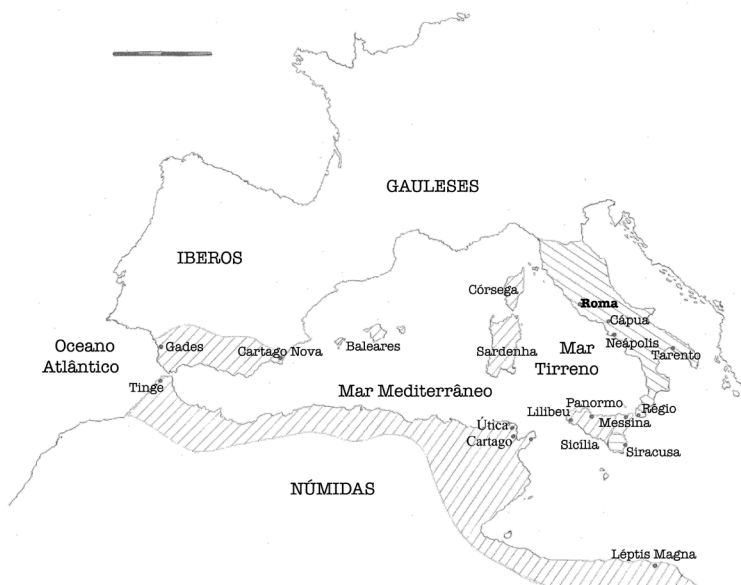 GAULESES
IBEROS
Córsega
Roma
Cápua
Oceano
Atlântico
Gades
Cartago Nova
Baleares
Sardenha
Mar
Tirreno
Neápolis
Tarento
Tinge
Mar Mediterrâneo
Panormo
Lilibeu
Régio
Messina
Útica
Cartago
Sicília
Siracusa
NÚMIDAS
Léptis Magna